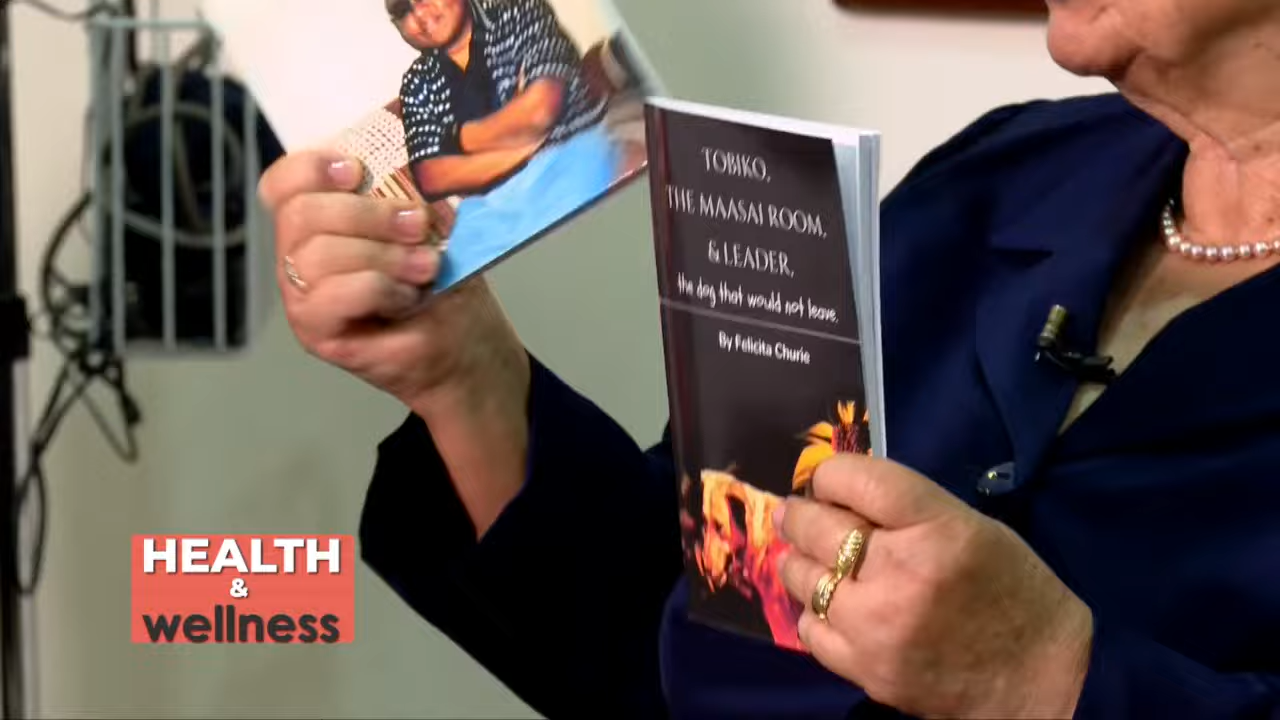 TOBIKO,
THE MAASAI ROOM,
& LEADER,
the dog that would not leave.
By Felicita Churie
HEALTH
&
wellness